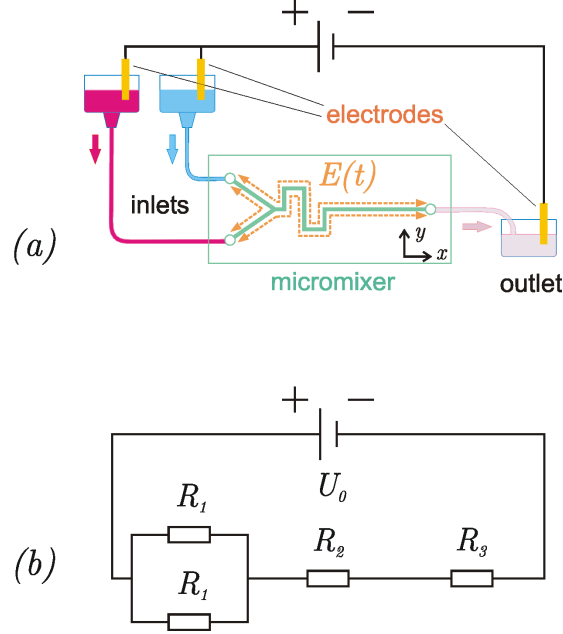 + −
electrodes
E(t)
inlets
(a)
y
x
micromixer
outlet
+ −
U₀
R₁
R₂
R₃
(b)
R₁